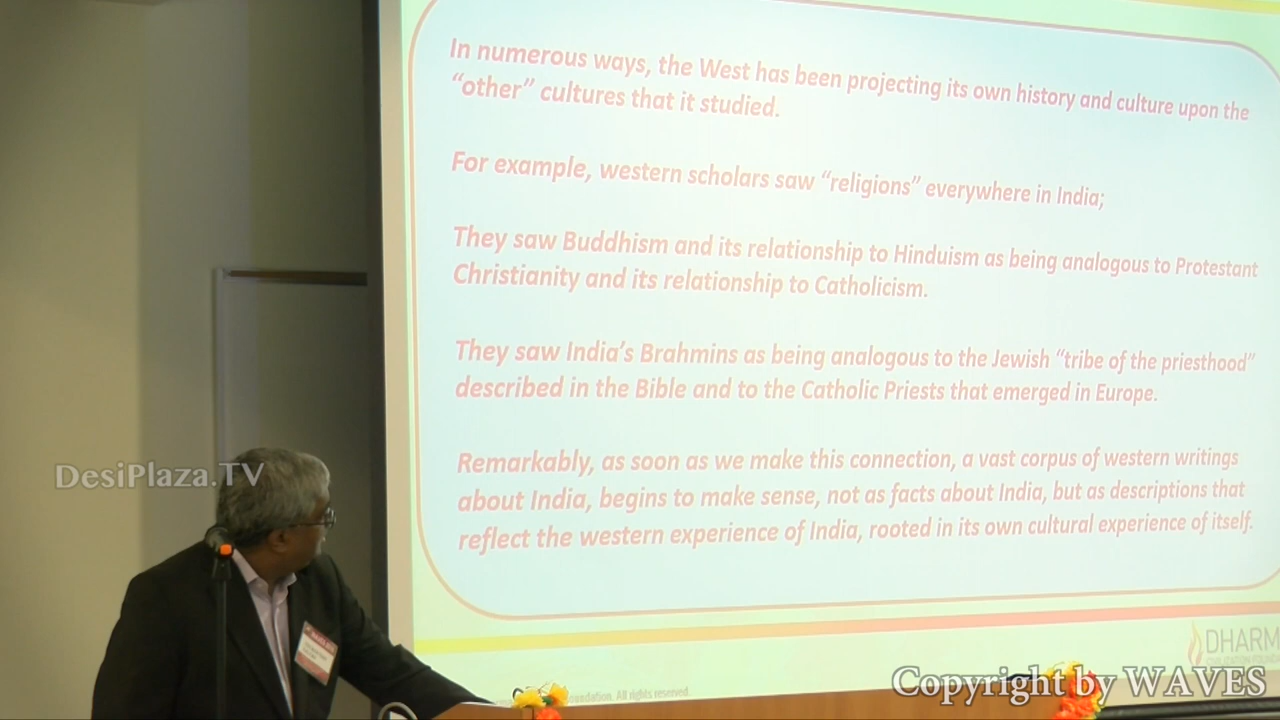 In numerous ways, the West has been projecting its own history and culture upon the
“other” cultures that it studied.
For example, western scholars saw “religions” everywhere in India;
They saw Buddhism and its relationship to Hinduism as being analogous to Protestant
Christianity and its relationship to Catholicism.
They saw India’s Brahmins as being analogous to the Jewish “tribe of the priesthood”
described in the Bible and to the Catholic Priests that emerged in Europe.
Remarkably, as soon as we make this connection, a vast corpus of western writings
about India, begins to make sense, not as facts about India, but as descriptions that
reflect the western experience of India, rooted in its own cultural experience of itself.
DesiPlaza.TV
DHARM
All rights reserved.
Copyright by WAVES